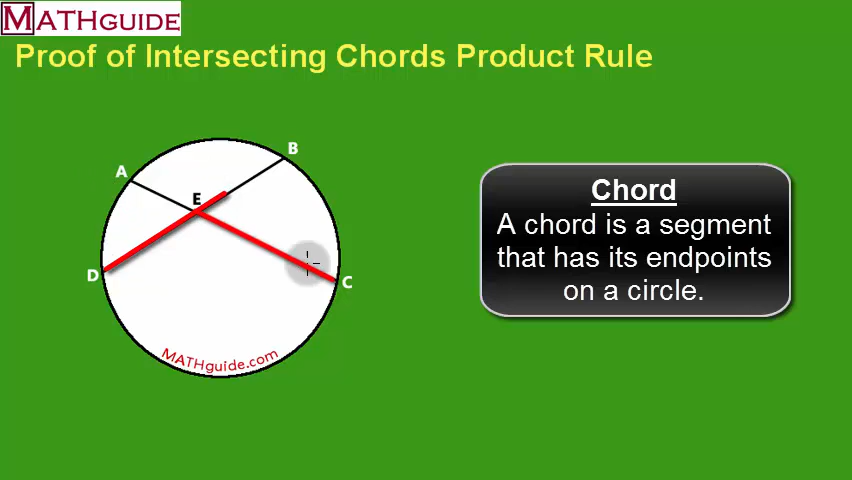 MATHGUIDE
Proof of Intersecting Chords Product Rule
B
A
E
D
C
MATHguide.com
Chord
A chord is a segment
that has its endpoints
on a circle.